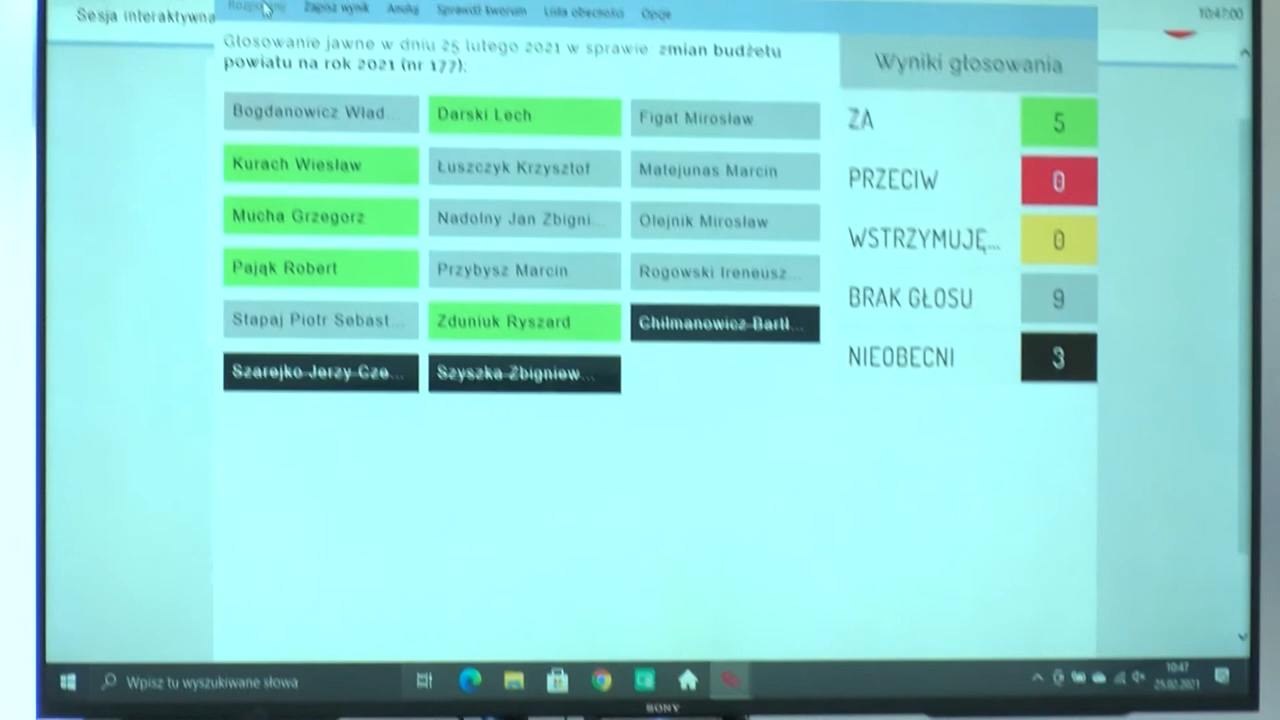 Sesja interaktywna
Rozpocznij Zapisz wynik Anuluj Sprawdź kworum Lista obecności Opcje
10:47:00
Głosowanie jawne w dniu 25 lutego 2021 w sprawie zmian budżetu
powiatu na rok 2021 (nr 177);
Wyniki głosowania
Bogdanowicz Wład...
Darski Lech
Figat Mirosław
Kurach Wiesław
Łuszczyk Krzysztof
Matejunas Marcin
Mucha Grzegorz
Nadolny Jan Zbigni...
Olejnik Mirosław
Pająk Robert
Przybysz Marcin
Rogowski Ireneusz...
Stapaj Piotr Sebast...
Zduniuk Ryszard
Chilmanowicz Bartł...
Szarejko Jerzy Cze...
Szyszka Zbigniew...
ZA 5
PRZECIW 0
WSTRZYMUJĘ... 0
BRAK GŁOSU 9
NIEOBECNI 3
Wpisz tu wyszukiwane słowa
10:47
25.02.2021
SONY